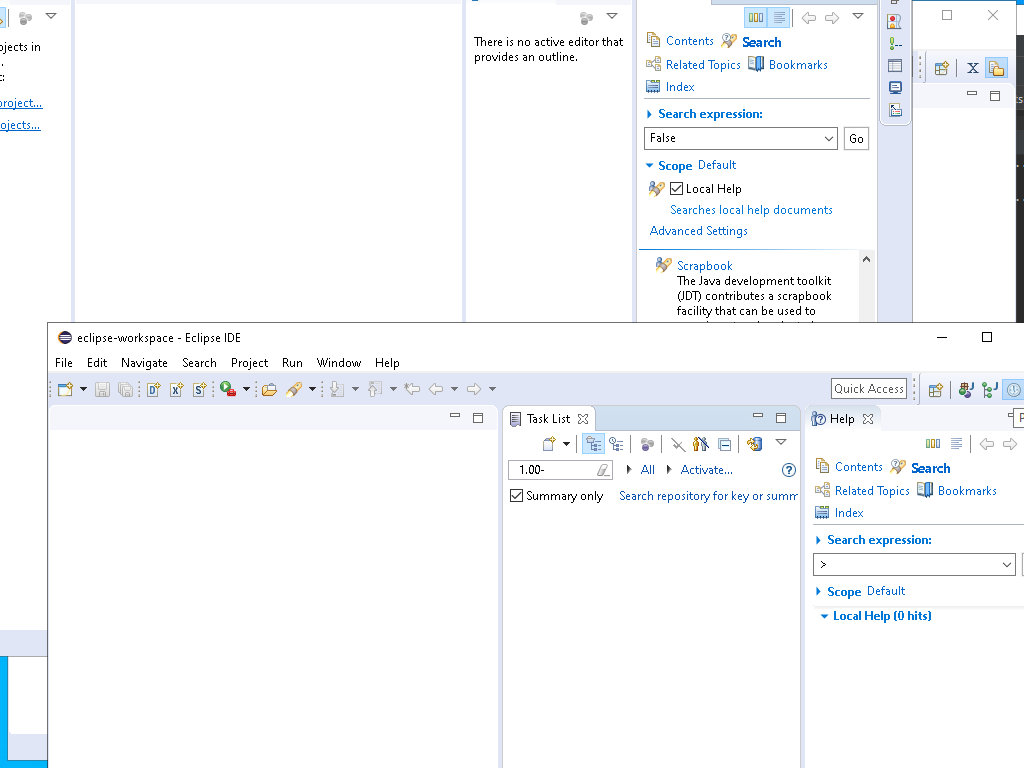 ojects in
project...
ojects...
There is no active editor that
provides an outline.
Contents Search
Related Topics Bookmarks
Index
Search expression:
False Go
Scope Default
Local Help
Searches local help documents
Advanced Settings
Scrapbook
The Java development toolkit
(JDT) contributes a scrapbook
facility that can be used to
eclipse-workspace - Eclipse IDE
File Edit Navigate Search Project Run Window Help
Quick Access
Task List
Help
1.00-
All
Activate...
Summary only
Search repository for key or summ
Contents Search
Related Topics Bookmarks
Index
Search expression:
>
Scope Default
Local Help (0 hits)